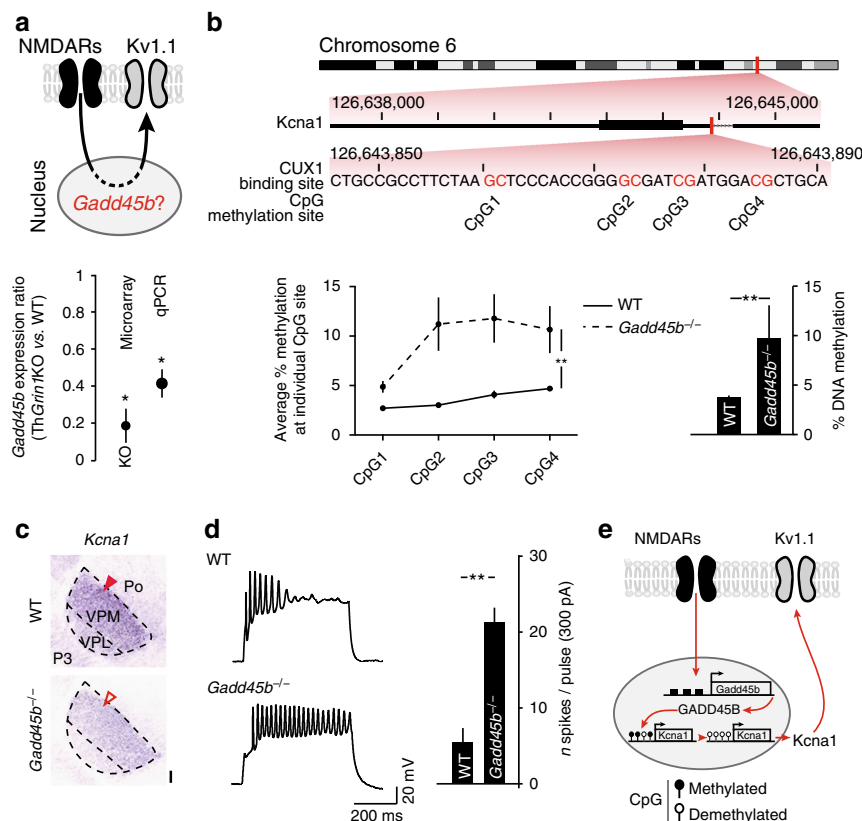 a
NMDARs Kv1.1
Nucleus
Gadd45b?
Gadd45b expression ratio
(ThGrin1KO vs. WT)
1
0.8
0.6
0.4
0.2
0
Microarray
qPCR
*
*
KO
b
Chromosome 6
126,638,000 126,645,000
Kcna1
126,643,850 126,643,890
CUX1
binding site
CTGCCGCCTTCTAAGCTCCCACCGGGGCGATCGATGGACGCTGCA
CpG
methylation site
CpG1 CpG2 CpG3 CpG4
Average % methylation
at individual CpG site
15
10
5
0
CpG1 CpG2 CpG3 CpG4
WT
Gadd45b–/–
**
**
WT
Gadd45b–/–
15
10
5
0
% DNA methylation
c
Kcna1
WT
Po
VPM
VPL
P3
Gadd45b–/–
d
WT
Gadd45b–/–
20 mV
200 ms
**
WT
Gadd45b–/–
30
20
10
0
n spikes / pulse (300 pA)
e
NMDARs Kv1.1
Gadd45b
GADD45B
Kcna1 Kcna1 Kcna1
CpG
Methylated
Demethylated